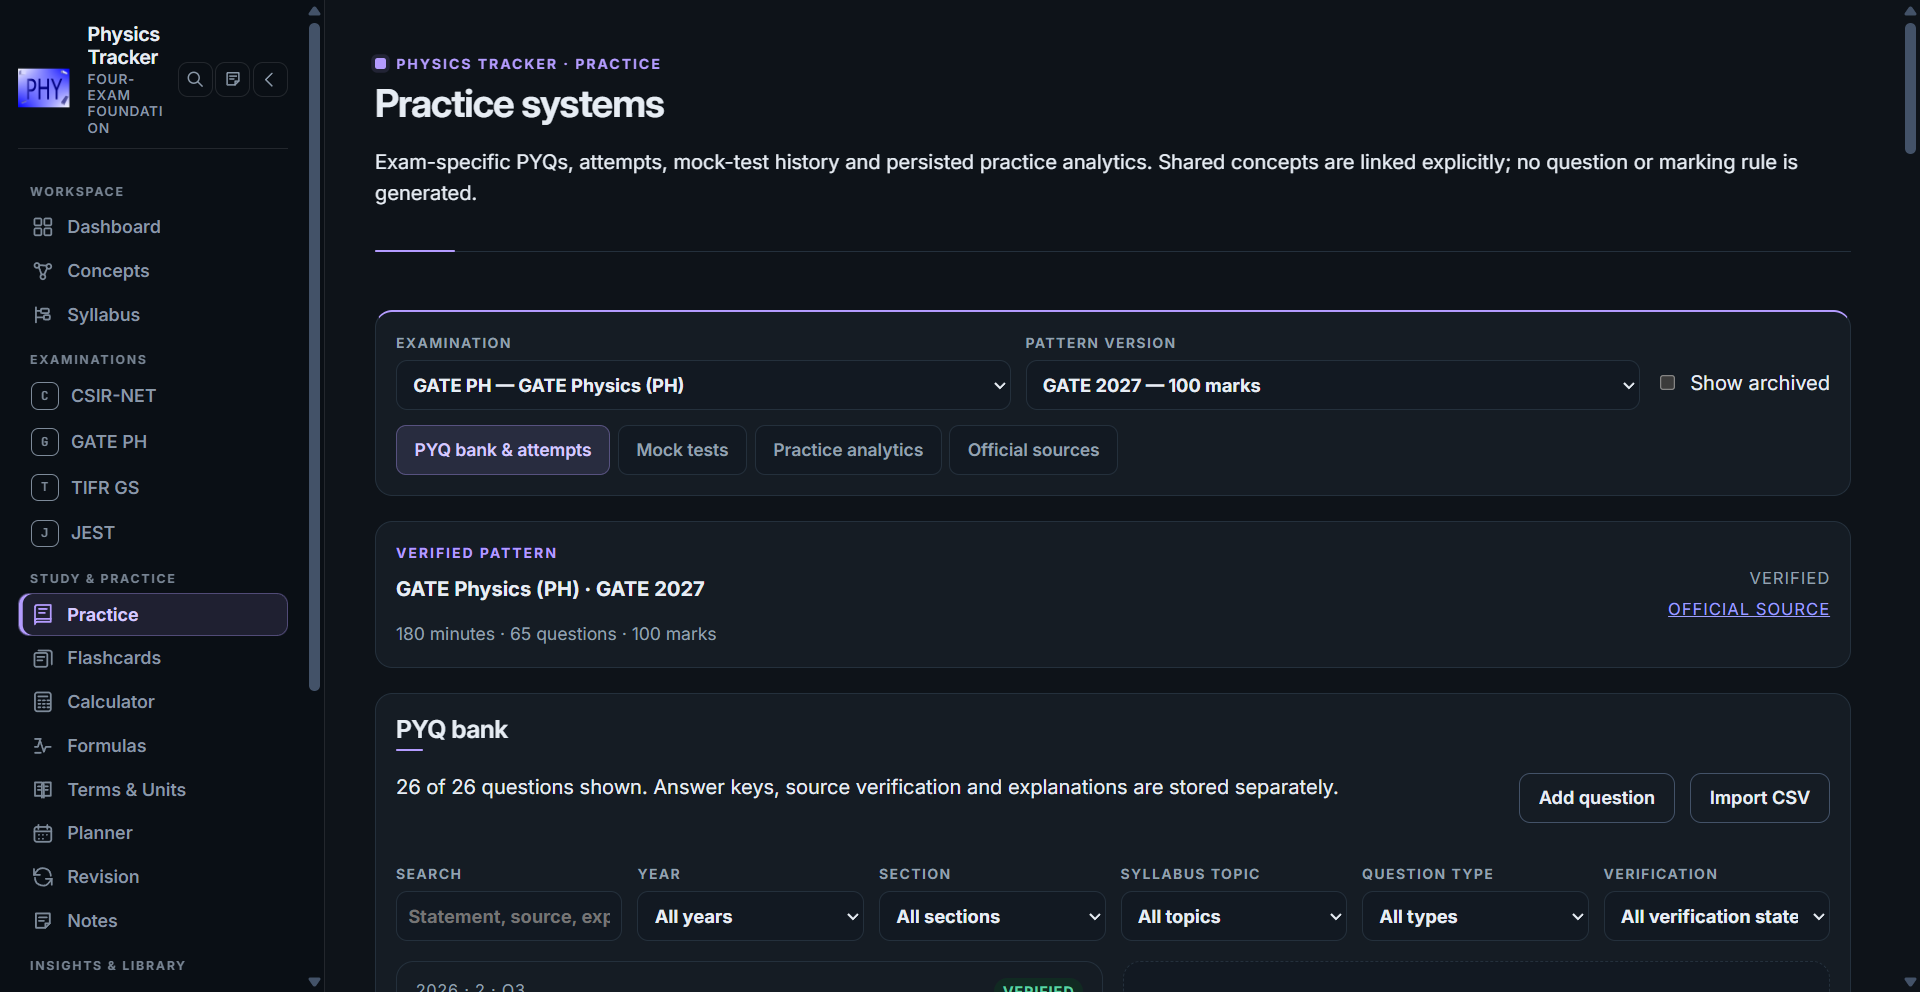 Physics
Tracker
FOUR-
EXAM
FOUNDATI
ON
PHY
WORKSPACE
Dashboard
Concepts
Syllabus
EXAMINATIONS
C CSIR-NET
G GATE PH
T TIFR GS
J JEST
STUDY & PRACTICE
Practice
Flashcards
Calculator
Formulas
Terms & Units
Planner
Revision
Notes
INSIGHTS & LIBRARY
PHYSICS TRACKER · PRACTICE
Practice systems
Exam-specific PYQs, attempts, mock-test history and persisted practice analytics. Shared concepts are linked explicitly; no question or marking rule is
generated.
EXAMINATION
GATE PH — GATE Physics (PH)
PATTERN VERSION
GATE 2027 — 100 marks
Show archived
PYQ bank & attempts
Mock tests
Practice analytics
Official sources
VERIFIED PATTERN
GATE Physics (PH) · GATE 2027
180 minutes · 65 questions · 100 marks
VERIFIED
OFFICIAL SOURCE
PYQ bank
26 of 26 questions shown. Answer keys, source verification and explanations are stored separately.
Add question
Import CSV
SEARCH
Statement, source, exp
YEAR
All years
SECTION
All sections
SYLLABUS TOPIC
All topics
QUESTION TYPE
All types
VERIFICATION
All verification state
2026 · 2 · Q3
VERIFIED